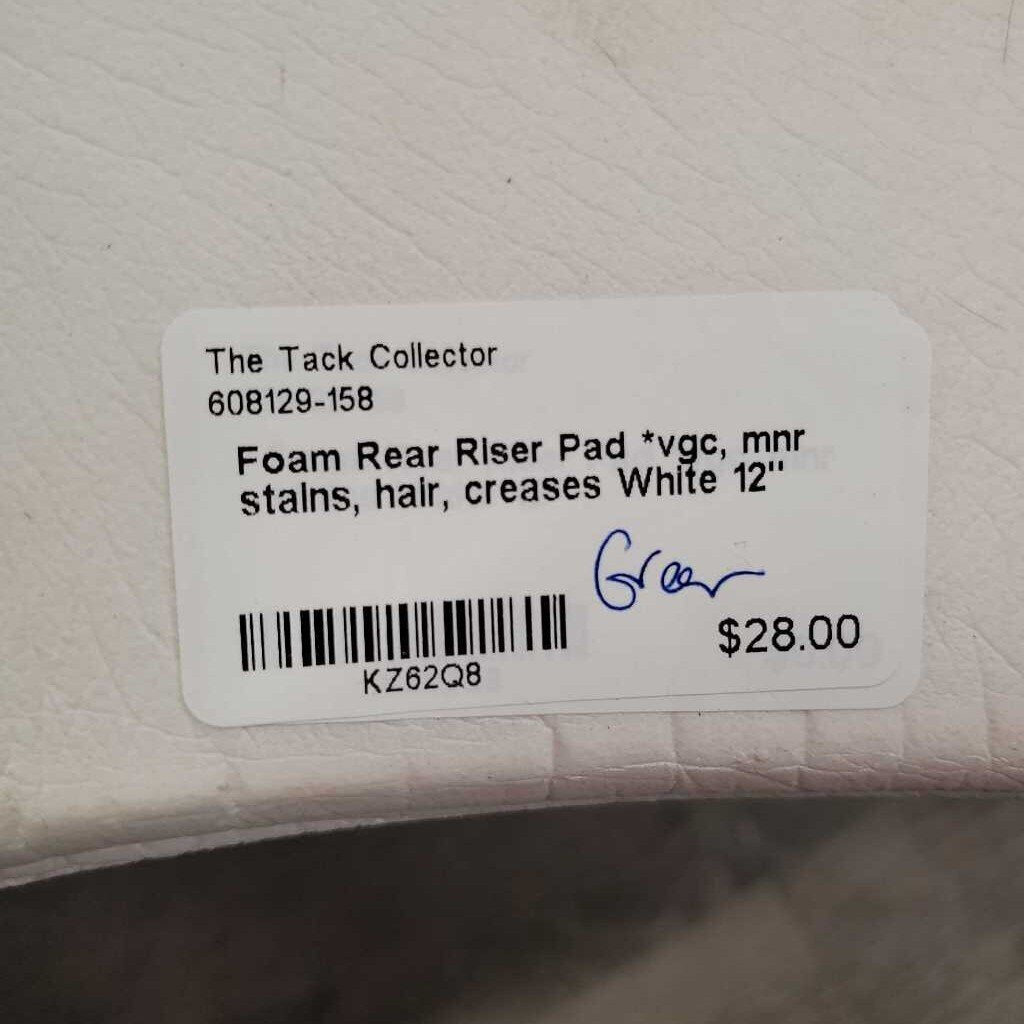 The Tack Collector
608129-158
Foam Rear Riser Pad *vgc, mnr
stains, hair, creases White 12"
Green
$28.00
KZ62Q8